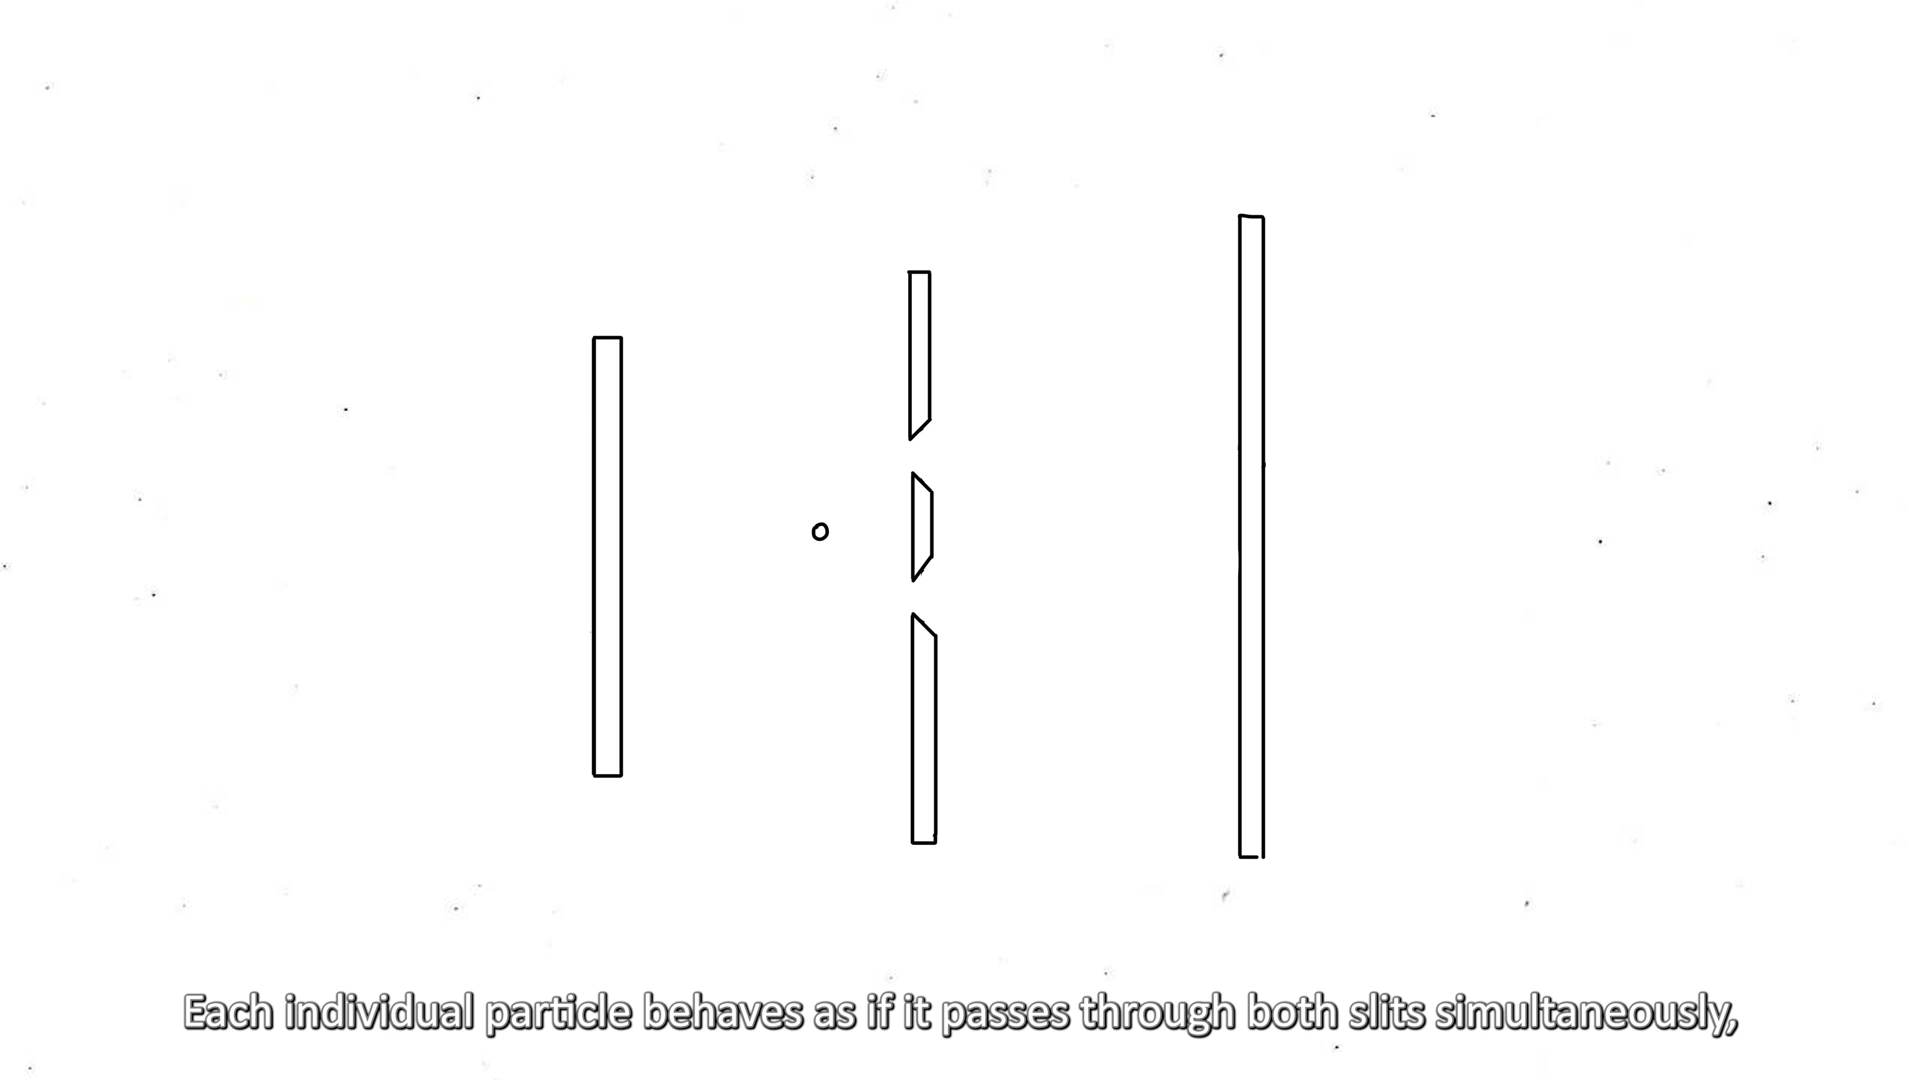 Each individual particle behaves as if it passes through both slits simultaneously,